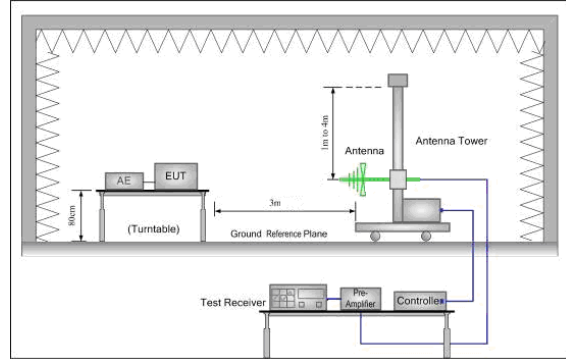 1m to 4m
Antenna
Antenna Tower
AE
EUT
80cm
(Turntable)
3m
Ground Reference Plane
Test Receiver
Pre-
Amplifier
Controller